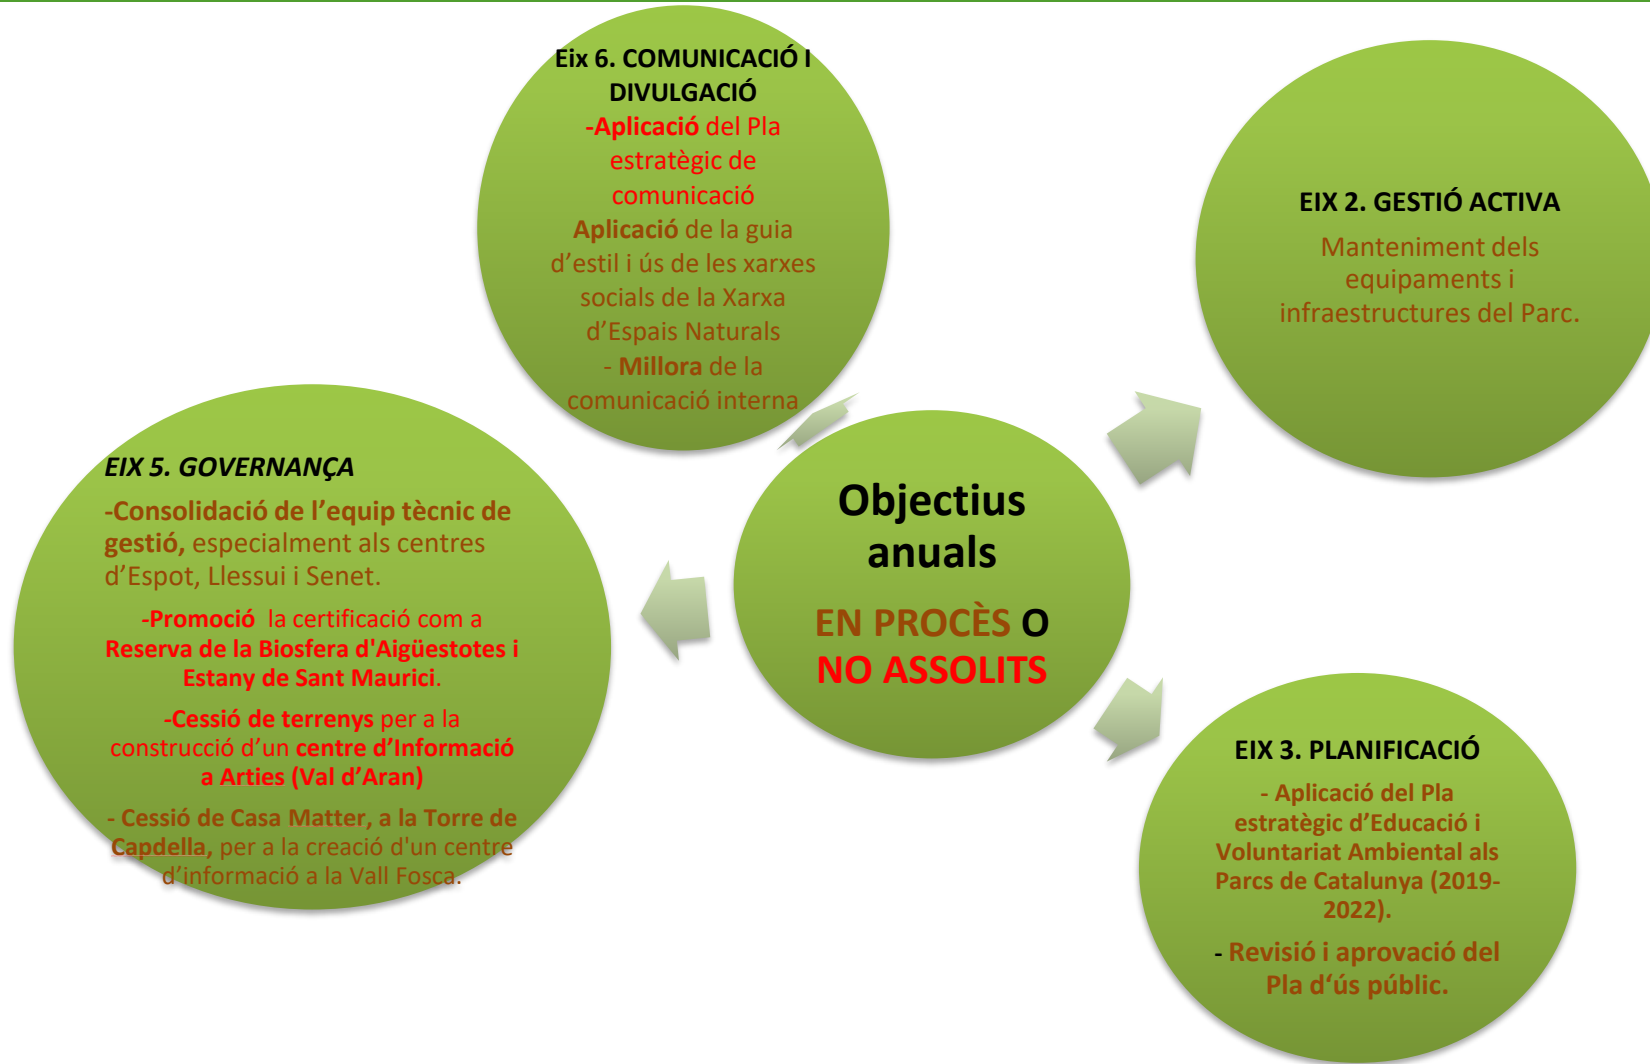 Eix 6. COMUNICACIÓ I
DIVULGACIÓ
-Aplicació del Pla
estratègic de
comunicació
Aplicació de la guia
d’estil i ús de les xarxes
socials de la Xarxa
d’Espais Naturals
- Millora de la
comunicació interna
EIX 2. GESTIÓ ACTIVA
Manteniment dels
equipaments i
infraestructures del Parc.
EIX 5. GOVERNANÇA
-Consolidació de l’equip tècnic de
gestió, especialment als centres
d’Espot, Llessui i Senet.
-Promoció la certificació com a
Reserva de la Biosfera d'Aigüestotes i
Estany de Sant Maurici.
-Cessió de terrenys per a la
construcció d’un centre d’Informació
a Arties (Val d’Aran)
- Cessió de Casa Matter, a la Torre de
Capdella, per a la creació d'un centre
d’informació a la Vall Fosca.
Objectius
anuals
EN PROCÈS O
NO ASSOLITS
EIX 3. PLANIFICACIÓ
- Aplicació del Pla
estratègic d’Educació i
Voluntariat Ambiental als
Parcs de Catalunya (2019-
2022).
- Revisió i aprovació del
Pla d‘ús públic.